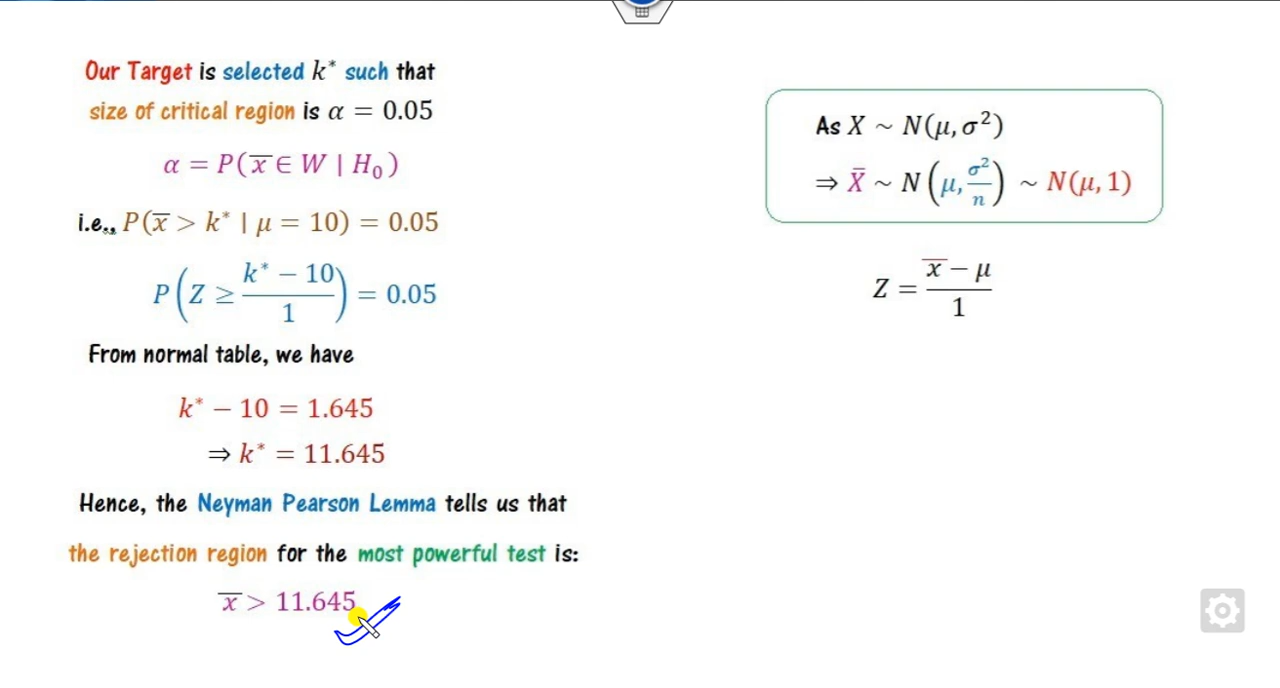 Our Target is selected k* such that
size of critical region is α = 0.05
α = P(x̅ ∈ W | H₀)
i.e., P(x̅ > k* | μ = 10) = 0.05
P(Z ≥ (k* − 10)/1) = 0.05
From normal table, we have
k* − 10 = 1.645
⇒ k* = 11.645
Hence, the Neyman Pearson Lemma tells us that
the rejection region for the most powerful test is:
x̅ > 11.645
As X ~ N(μ, σ²)
⇒ X̄ ~ N(μ, σ²/n) ~ N(μ, 1)
Z = (x̅ − μ)/1